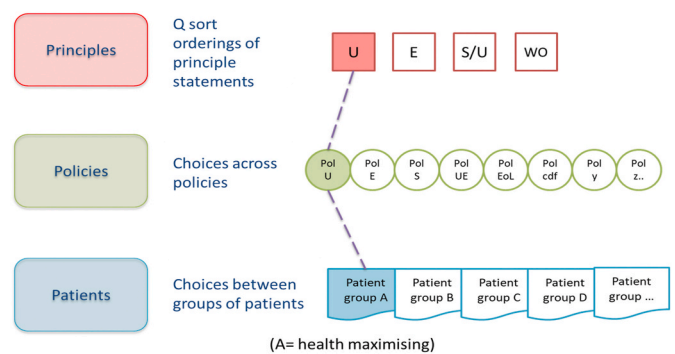 Principles
Q sort
orderings of
principle
statements
U
E
S/U
WO
Policies
Choices across
policies
Pol
U
Pol
E
Pol
S
Pol
UE
Pol
EoL
Pol
cdf
Pol
y
Pol
z..
Patients
Choices between
groups of patients
Patient
group A
Patient
group B
Patient
group C
Patient
group D
Patient
group ...
(A= health maximising)